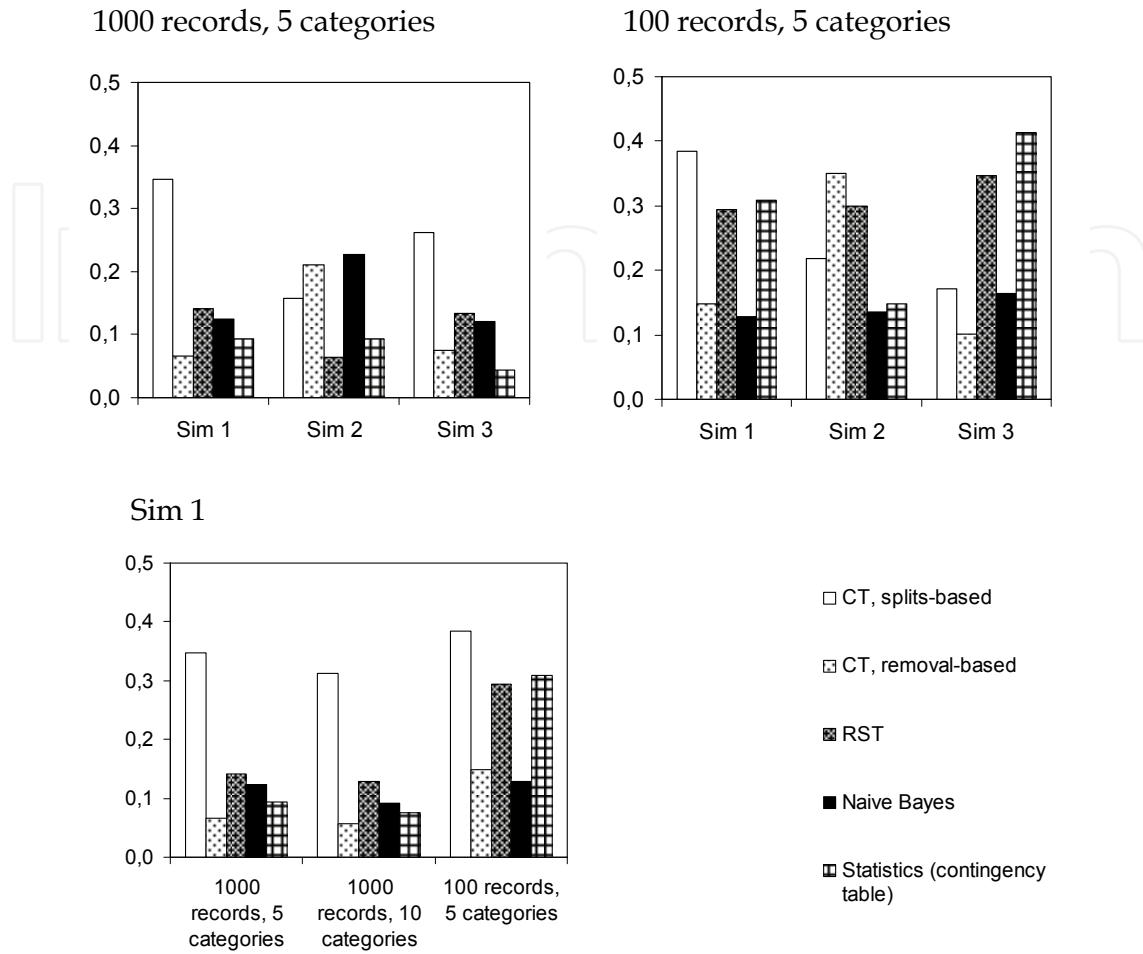 1000 records, 5 categories
100 records, 5 categories
0,5
0,4
0,3
0,2
0,1
0,0
Sim 1
Sim 2
Sim 3
0,5
0,4
0,3
0,2
0,1
0,0
Sim 1
Sim 2
Sim 3
Sim 1
0,5
0,4
0,3
0,2
0,1
0,0
1000
records, 5
categories
1000
records, 10
categories
100 records,
5 categories
CT, splits-based
CT, removal-based
RST
Naive Bayes
Statistics (contingency
table)